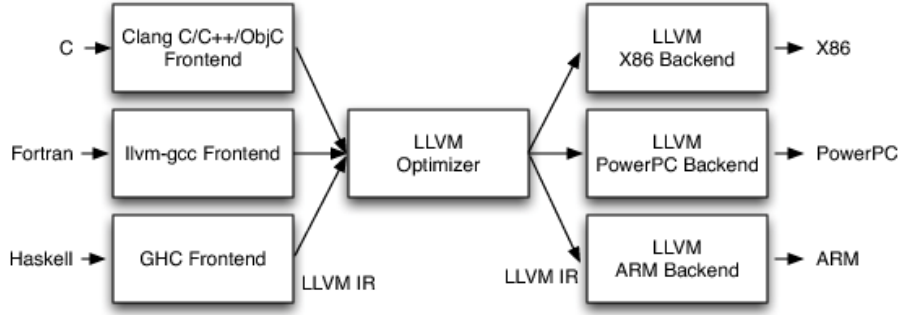 C
Clang C/C++/ObjC
Frontend
LLVM
X86 Backend
X86
Fortran
llvm-gcc Frontend
LLVM
Optimizer
LLVM
PowerPC Backend
PowerPC
Haskell
GHC Frontend
LLVM IR
LLVM IR
LLVM
ARM Backend
ARM